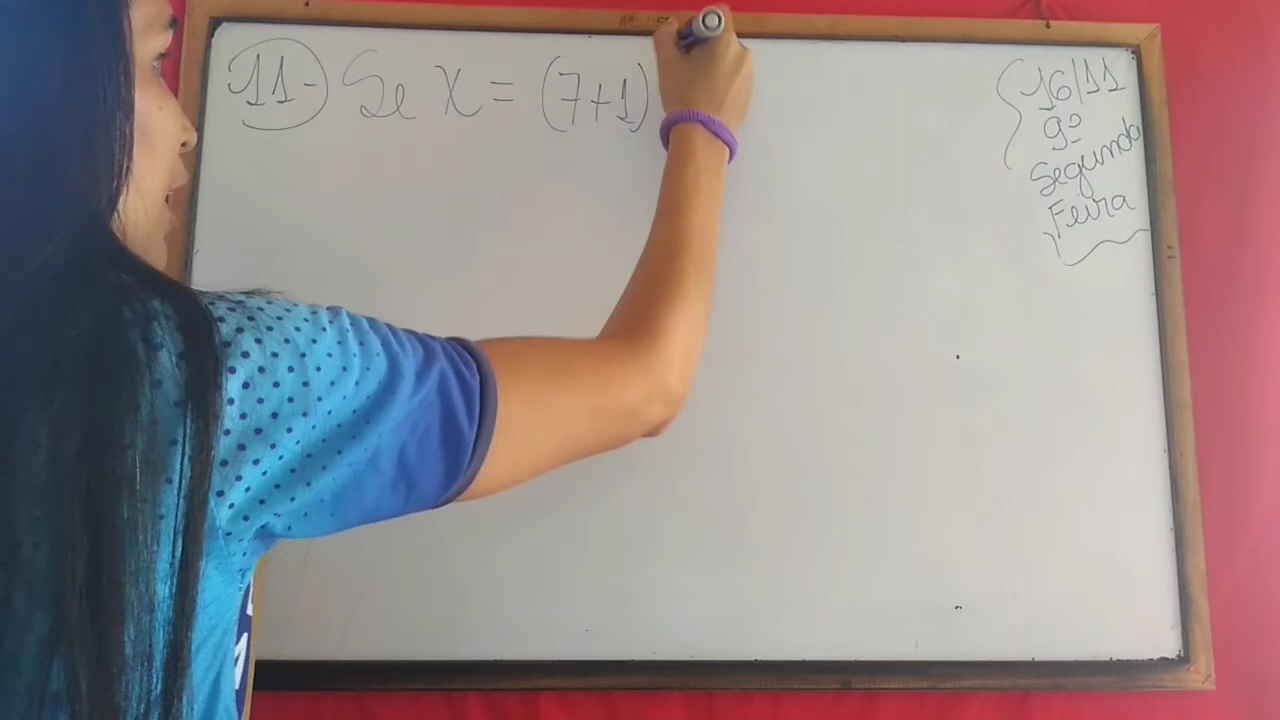 11- Se X = (7+1)
16/11
9º
Segunda
Feira